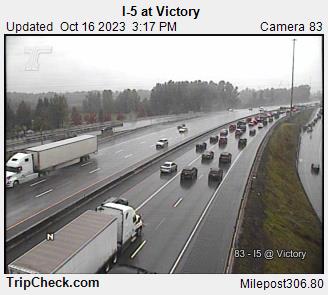 I-5 at Victory
Updated Oct 16 2023 3:17 PM Camera 83
N
83 - I5 @ Victory
TripCheck.com Milepost306.80